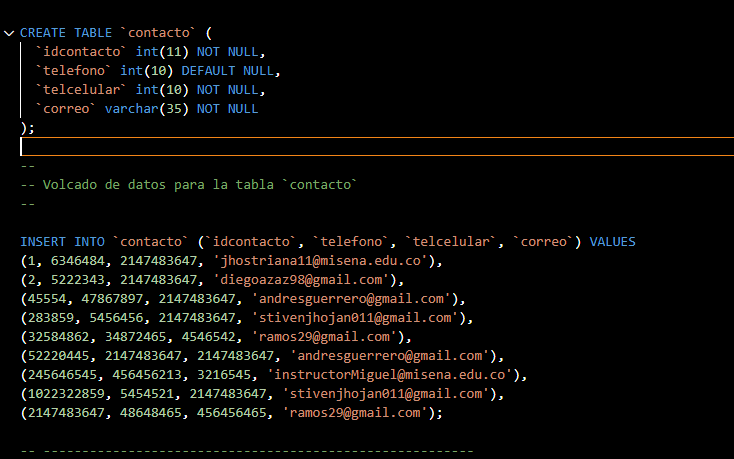 CREATE TABLE `contacto` (
`idcontacto` int(11) NOT NULL,
`telefono` int(10) DEFAULT NULL,
`telcelular` int(10) NOT NULL,
`correo` varchar(35) NOT NULL
);
--
-- Volcado de datos para la tabla `contacto`
--
INSERT INTO `contacto` (`idcontacto`, `telefono`, `telcelular`, `correo`) VALUES
(1, 6346484, 2147483647, 'jhostriana11@misena.edu.co'),
(2, 5222343, 2147483647, 'diegoazaz98@gmail.com'),
(45554, 47867897, 2147483647, 'andresguerrero@gmail.com'),
(283859, 5456456, 2147483647, 'stivenjhojan011@gmail.com'),
(32584862, 34872465, 4546542, 'ramos29@gmail.com'),
(52220445, 2147483647, 2147483647, 'andresguerrero@gmail.com'),
(245646545, 456456213, 3216545, 'instructorMiguel@misena.edu.co'),
(1022322859, 5454521, 2147483647, 'stivenjhojan011@gmail.com'),
(2147483647, 48648465, 456456465, 'ramos29@gmail.com');
-- --------------------------------------------------------